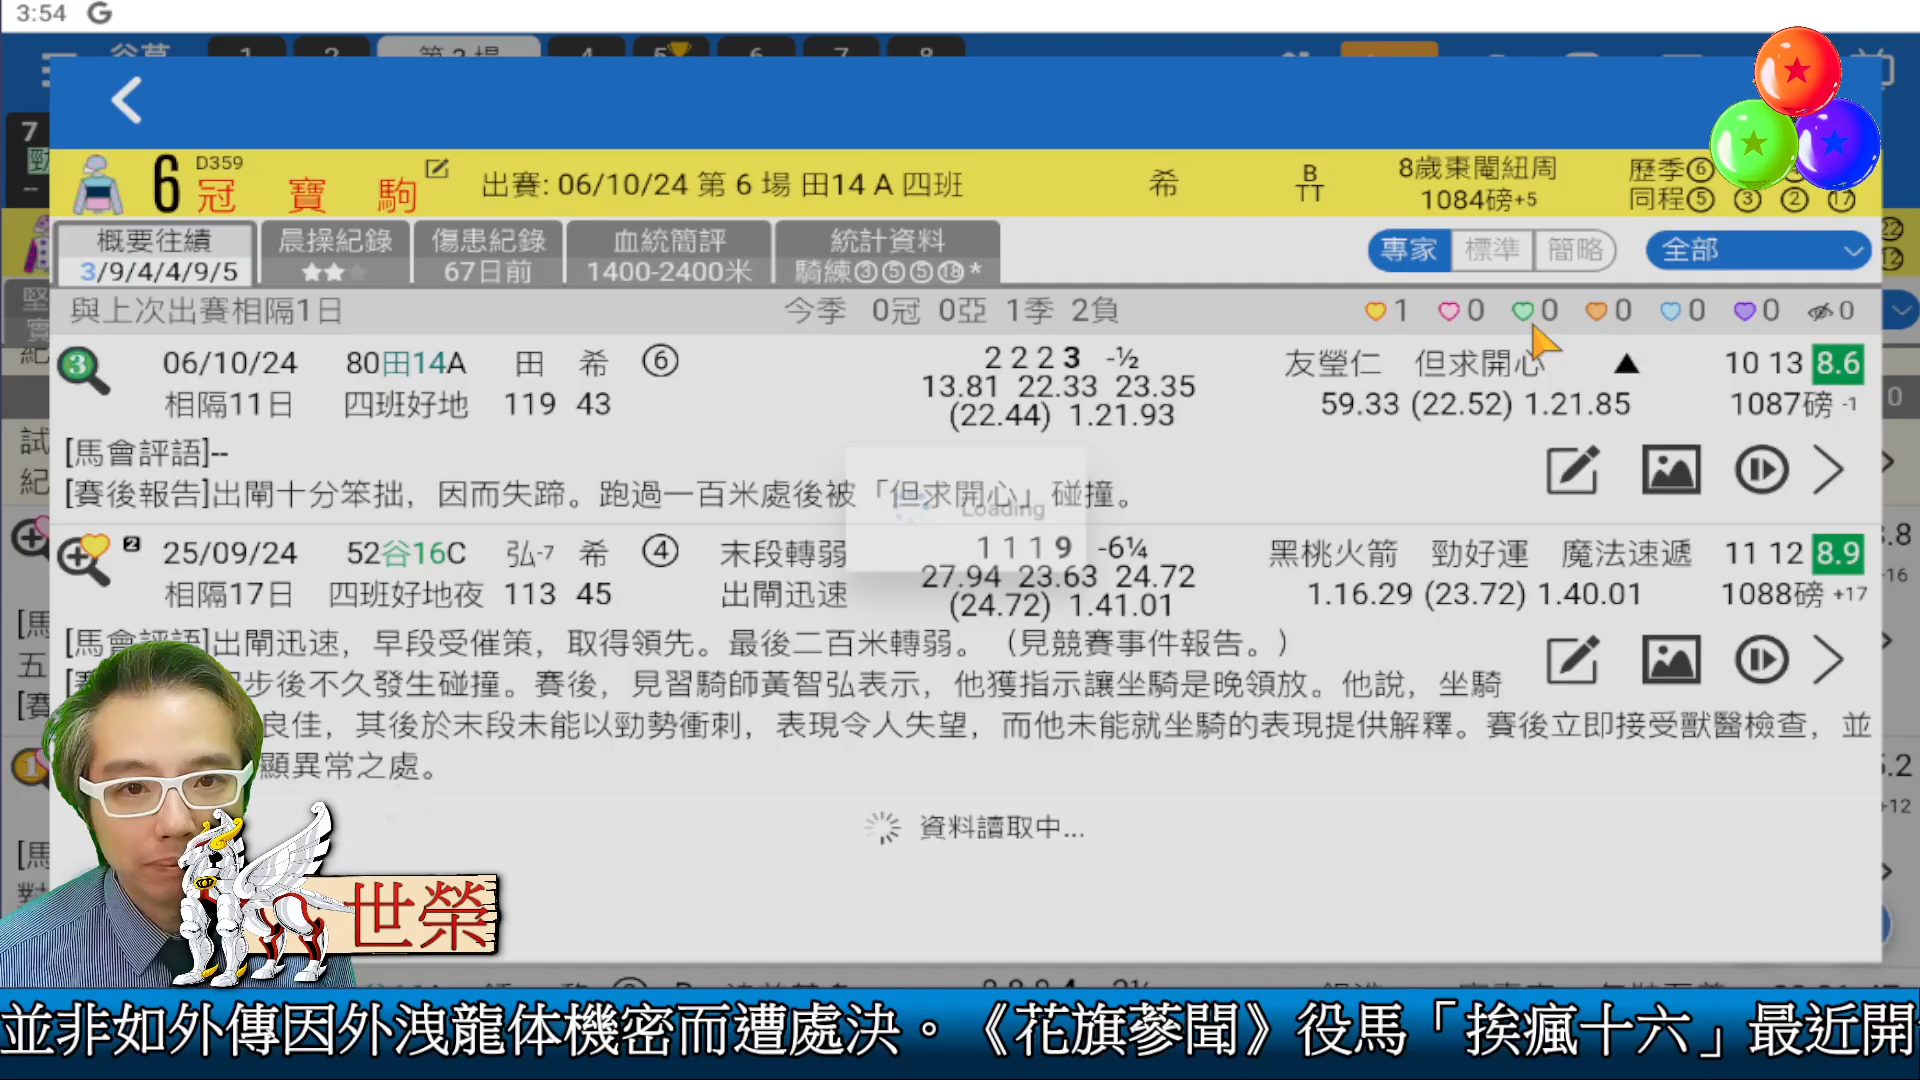 3:54 G
谷草 1 2 第 3 場 4 5 6 7 8
6 D359
冠寶駒
出賽: 06/10/24 第 6 場 田14 A 四班
希
B
TT
8歲棗閹紐周
1084磅+5
歷季⑥
同程⑤ ③ ② ⑰
概要往績
3/9/4/4/9/5
晨操紀錄
★★★
傷患紀錄
67日前
血統簡評
1400-2400米
統計資料
騎練③⑤⑤⑱*
專家 標準 簡略
全部
與上次出賽相隔1日
今季 0冠 0亞 1季 2負
1 0 0 0 0 0 0
3 06/10/24 80田14A 田 希 ⑥ 2 2 2 3 -½ 友瑩仁 但求開心 ▲ 10 13 8.6
13.81 22.33 23.35
相隔11日 四班好地 119 43 (22.44) 1.21.93 59.33 (22.52) 1.21.85 1087磅 -1
[馬會評語]--
[賽後報告]出閘十分笨拙，因而失蹄。跑過一百米處後被「但求開心」碰撞。
Loading
2 25/09/24 52谷16C 弘-7 希 ④ 末段轉弱 1 1 1 9 -6¼ 黑桃火箭 勁好運 魔法速遞 11 12 8.9
27.94 23.63 24.72
相隔17日 四班好地夜 113 45 出閘迅速 (24.72) 1.41.01 1.16.29 (23.72) 1.40.01 1088磅 +17
[馬會評語]出閘迅速，早段受催策，取得領先。最後二百米轉弱。（見競賽事件報告。）
步後不久發生碰撞。賽後，見習騎師黃智弘表示，他獲指示讓坐騎是晚領放。他說，坐騎
良佳，其後於末段未能以勁勢衝刺，表現令人失望，而他未能就坐騎的表現提供解釋。賽後立即接受獸醫檢查，並
顯異常之處。
資料讀取中...
世榮
並非如外傳因外洩龍体機密而遭處決。《花旗蔘聞》役馬「挨瘋十六」最近開